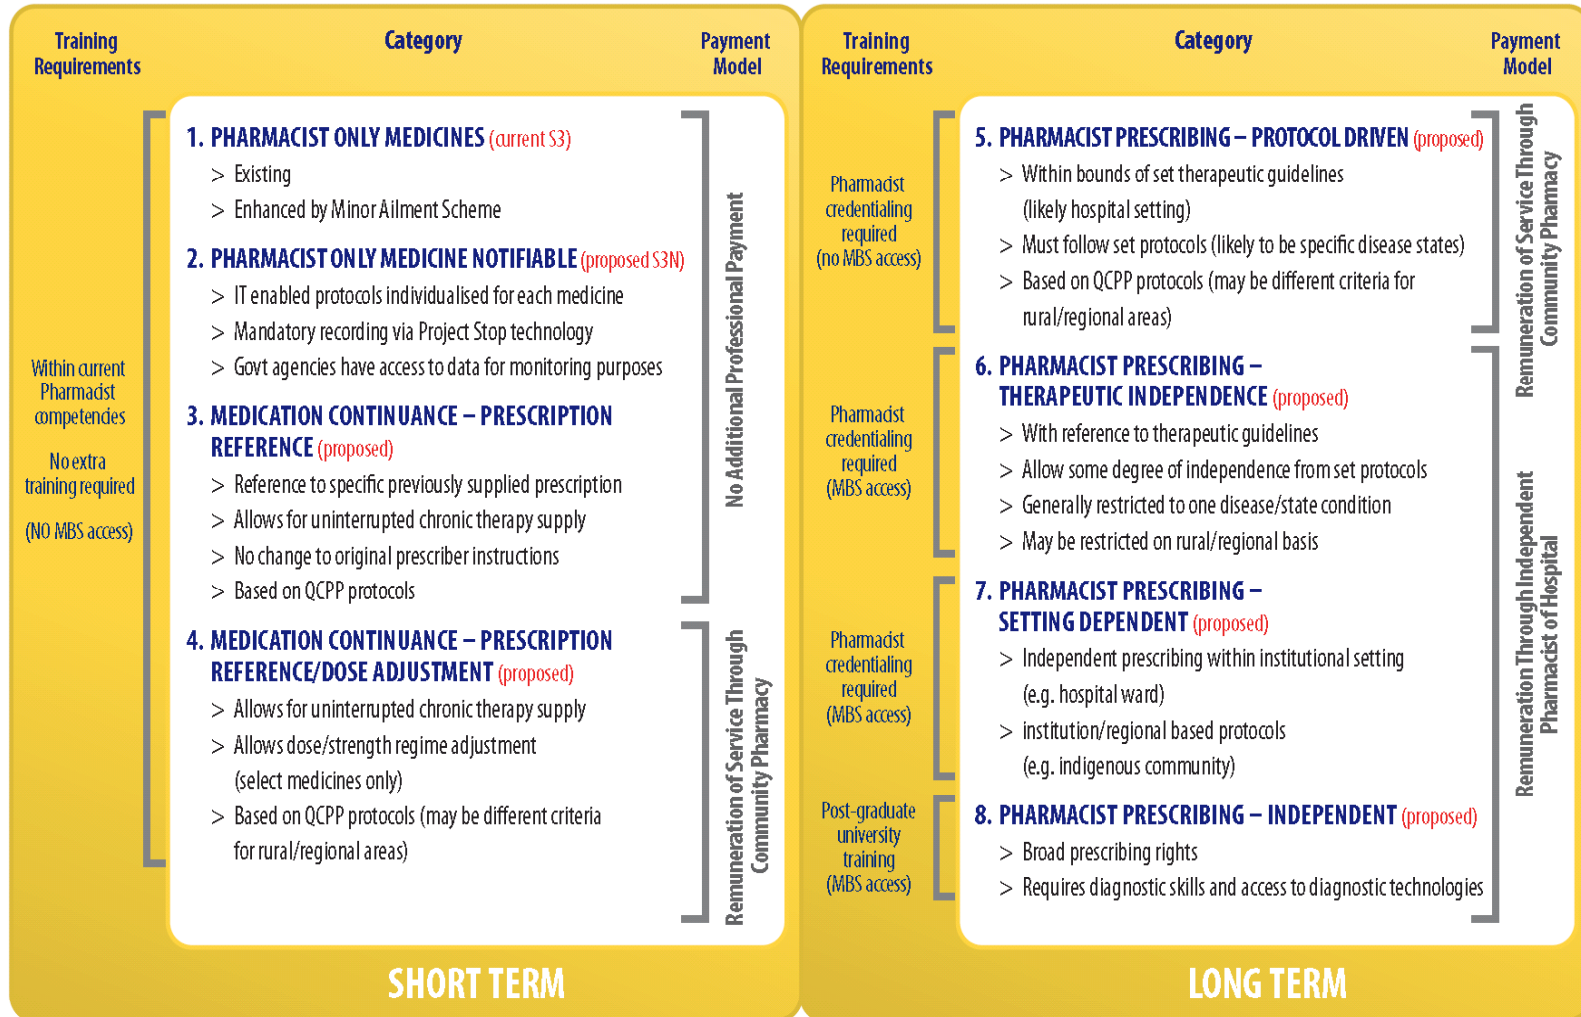 Training
Requirements
Category
Payment
Model
Within current
Pharmacist
competencies
No extra
training required
(NO MBS access)
1. PHARMACIST ONLY MEDICINES (current S3)
> Existing
> Enhanced by Minor Ailment Scheme
2. PHARMACIST ONLY MEDICINE NOTIFIABLE (proposed S3N)
> IT enabled protocols individualised for each medicine
> Mandatory recording via Project Stop technology
> Govt agencies have access to data for monitoring purposes
3. MEDICATION CONTINUANCE – PRESCRIPTION
REFERENCE (proposed)
> Reference to specific previously supplied prescription
> Allows for uninterrupted chronic therapy supply
> No change to original prescriber instructions
> Based on QCPP protocols
4. MEDICATION CONTINUANCE – PRESCRIPTION
REFERENCE/DOSE ADJUSTMENT (proposed)
> Allows for uninterrupted chronic therapy supply
> Allows dose/strength regime adjustment
(select medicines only)
> Based on QCPP protocols (may be different criteria
for rural/regional areas)
No Additional Professional Payment
Remuneration of Service Through
Community Pharmacy
SHORT TERM
Training
Requirements
Category
Payment
Model
Pharmacist
credentialing
required
(no MBS access)
Pharmacist
credentialing
required
(MBS access)
Pharmacist
credentialing
required
(MBS access)
Post-graduate
university
training
(MBS access)
5. PHARMACIST PRESCRIBING – PROTOCOL DRIVEN (proposed)
> Within bounds of set therapeutic guidelines
(likely hospital setting)
> Must follow set protocols (likely to be specific disease states)
> Based on QCPP protocols (may be different criteria for
rural/regional areas)
6. PHARMACIST PRESCRIBING –
THERAPEUTIC INDEPENDENCE (proposed)
> With reference to therapeutic guidelines
> Allow some degree of independence from set protocols
> Generally restricted to one disease/state condition
> May be restricted on rural/regional basis
7. PHARMACIST PRESCRIBING –
SETTING DEPENDENT (proposed)
> Independent prescribing within institutional setting
(e.g. hospital ward)
> institution/regional based protocols
(e.g. indigenous community)
8. PHARMACIST PRESCRIBING – INDEPENDENT (proposed)
> Broad prescribing rights
> Requires diagnostic skills and access to diagnostic technologies
Remuneration of Service Through
Community Pharmacy
Remuneration Through Independent
Pharmacist of Hospital
LONG TERM